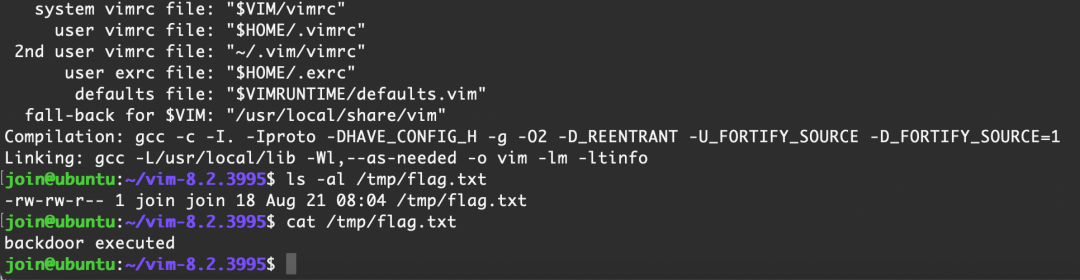 system vimrc file: "$VIM/vimrc"
user vimrc file: "$HOME/.vimrc"
2nd user vimrc file: "~/.vim/vimrc"
user exrc file: "$HOME/.exrc"
defaults file: "$VIMRUNTIME/defaults.vim"
fall-back for $VIM: "/usr/local/share/vim"
Compilation: gcc -c -I. -Iproto -DHAVE_CONFIG_H -g -O2 -D_REENTRANT -U_FORTIFY_SOURCE -D_FORTIFY_SOURCE=1
Linking: gcc -L/usr/local/lib -Wl,--as-needed -o vim -lm -ltinfo
[join@ubuntu:~/vim-8.2.3995$ ls -al /tmp/flag.txt
-rw-rw-r-- 1 join join 18 Aug 21 08:04 /tmp/flag.txt
[join@ubuntu:~/vim-8.2.3995$ cat /tmp/flag.txt
backdoor executed
join@ubuntu:~/vim-8.2.3995$